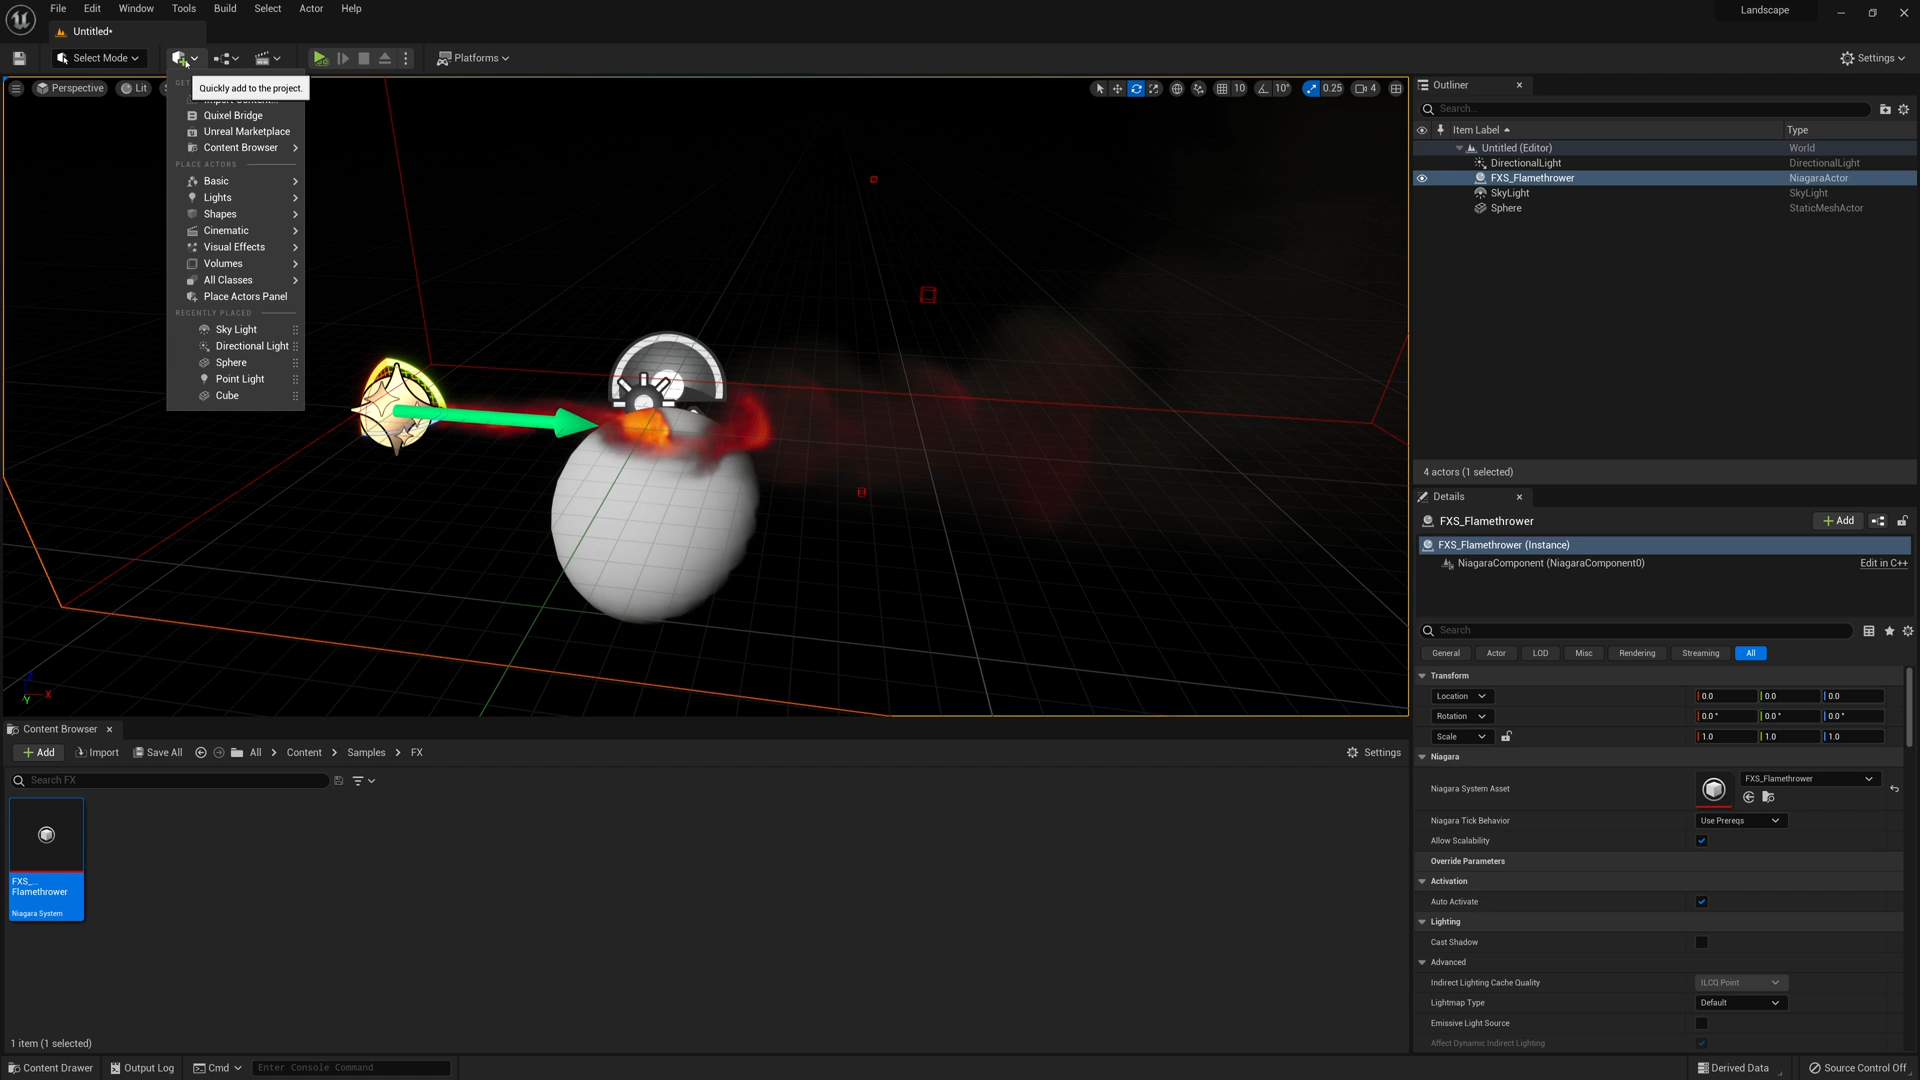 File Edit Window Tools Build Select Actor Help
Landscape
Untitled*
Select Mode
Platforms
Settings
Perspective
Lit
10
10°
0.25
4
Quickly add to the project.
Quixel Bridge
Unreal Marketplace
Content Browser
PLACE ACTORS
Basic
Lights
Shapes
Cinematic
Visual Effects
Volumes
All Classes
Place Actors Panel
RECENTLY PLACED
Sky Light
Directional Light
Sphere
Point Light
Cube
X
Y
Outliner
Search...
Item Label
Type
Untitled (Editor) World
DirectionalLight DirectionalLight
FXS_Flamethrower NiagaraActor
SkyLight SkyLight
Sphere StaticMeshActor
4 actors (1 selected)
Details
FXS_Flamethrower
Add
FXS_Flamethrower (Instance)
NiagaraComponent (NiagaraComponent0) Edit in C++
Search
General Actor LOD Misc Rendering Streaming All
Transform
Location 0.0 0.0 0.0
Rotation 0.0° 0.0° 0.0°
Scale 1.0 1.0 1.0
Niagara
Niagara System Asset FXS_Flamethrower
Niagara Tick Behavior Use Prereqs
Allow Scalability
Override Parameters
Activation
Auto Activate
Lighting
Cast Shadow
Advanced
Indirect Lighting Cache Quality ILCQ Point
Lightmap Type Default
Emissive Light Source
Affect Dynamic Indirect Lighting
Content Browser
Add Import Save All All Content Samples FX Settings
Search FX
FXS_...
Flamethrower
Niagara System
1 item (1 selected)
Content Drawer Output Log Cmd Enter Console Command
Derived Data Source Control Off